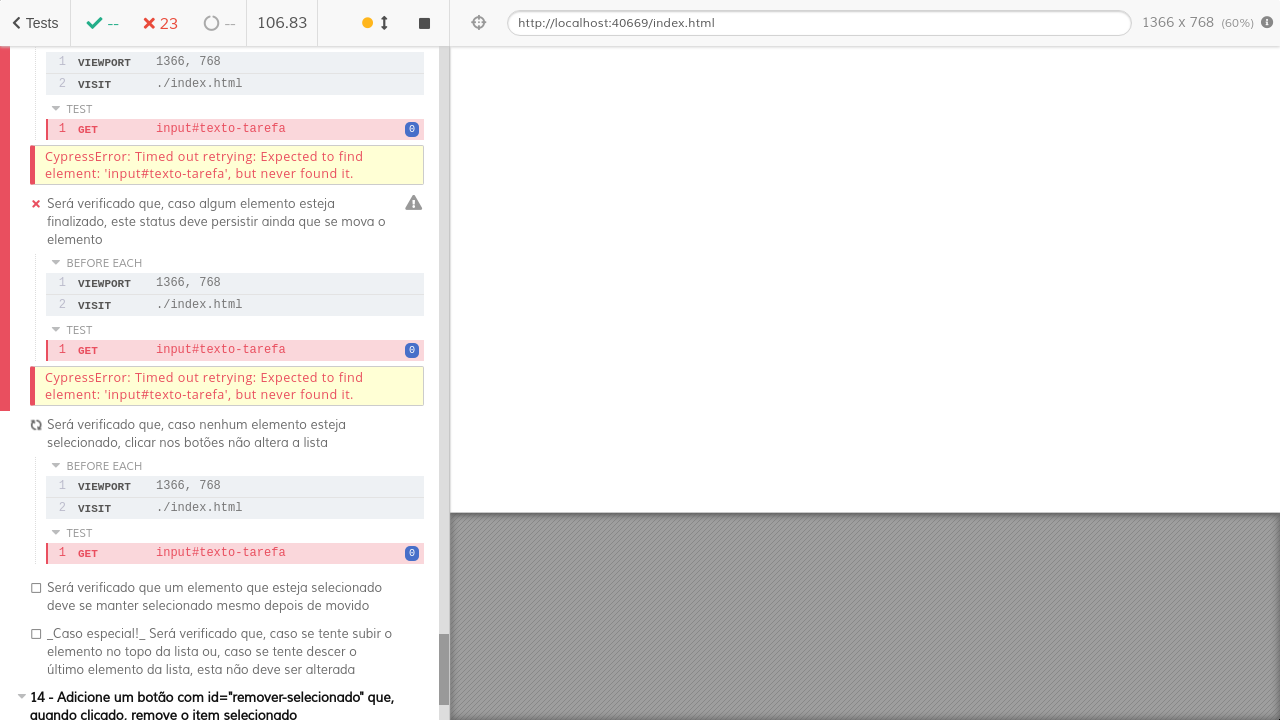 Tests -- 23 -- 106.83 http://localhost:40669/index.html 1366 x 768 (60%)
1 VIEWPORT 1366, 768
2 VISIT ./index.html
TEST
1 GET input#texto-tarefa 0
CypressError: Timed out retrying: Expected to find
element: 'input#texto-tarefa', but never found it.
Será verificado que, caso algum elemento esteja
finalizado, este status deve persistir ainda que se mova o
elemento
BEFORE EACH
1 VIEWPORT 1366, 768
2 VISIT ./index.html
TEST
1 GET input#texto-tarefa 0
CypressError: Timed out retrying: Expected to find
element: 'input#texto-tarefa', but never found it.
Será verificado que, caso nenhum elemento esteja
selecionado, clicar nos botões não altera a lista
BEFORE EACH
1 VIEWPORT 1366, 768
2 VISIT ./index.html
TEST
1 GET input#texto-tarefa 0
Será verificado que um elemento que esteja selecionado
deve se manter selecionado mesmo depois de movido
_Caso especial!_ Será verificado que, caso se tente subir o
elemento no topo da lista ou, caso se tente descer o
último elemento da lista, esta não deve ser alterada
14 - Adicione um botão com id="remover-selecionado" que,
quando clicado, remove o item selecionado